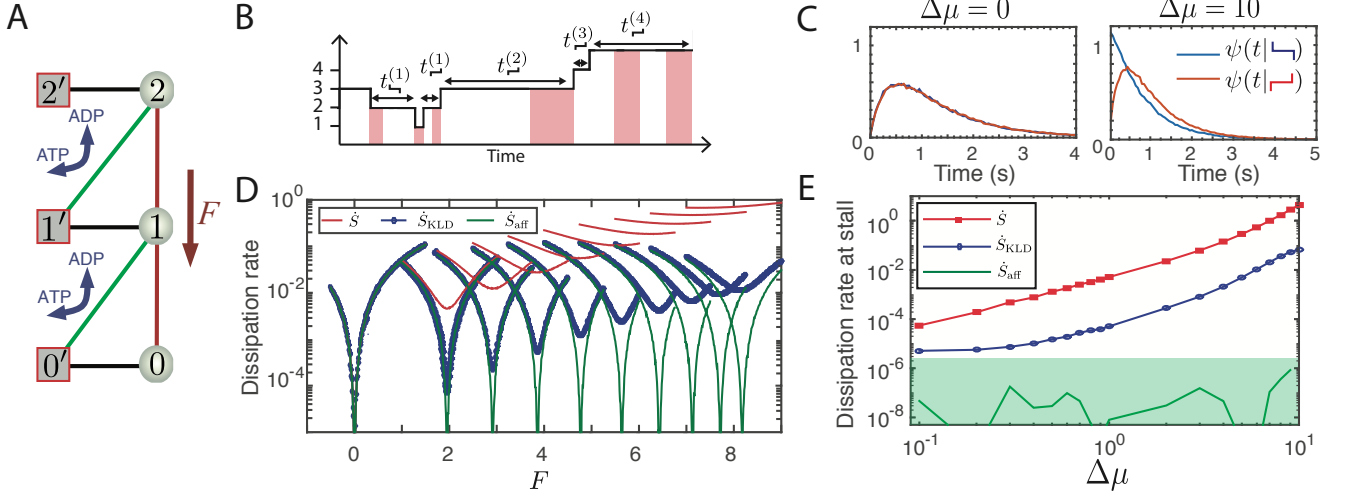 A
2′
2
ADP
ATP
1′
1
F
ADP
ATP
0′
0
B
4
3
2
1
t(1)
t(1)
t(2)
t(3)
t(4)
Time
C
Δμ = 0
1
0
0 1 2 3 4
Time (s)
Δμ = 10
ψ(t| )
ψ(t| )
1
0
0 1 2 3 4 5
Time (s)
D
Dissipation rate
10^0
10^-2
10^-4
Ṡ ṠKLD Ṡaff
0 2 4 6 8
F
E
Dissipation rate at stall
10^0
10^-2
10^-4
10^-6
10^-8
Ṡ
ṠKLD
Ṡaff
10^-1 10^0 10^1
Δμ